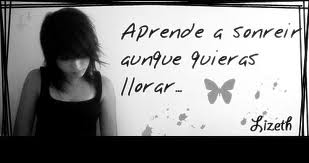 Aprende a sonreir
aunque quieras
llorar...
Lizeth